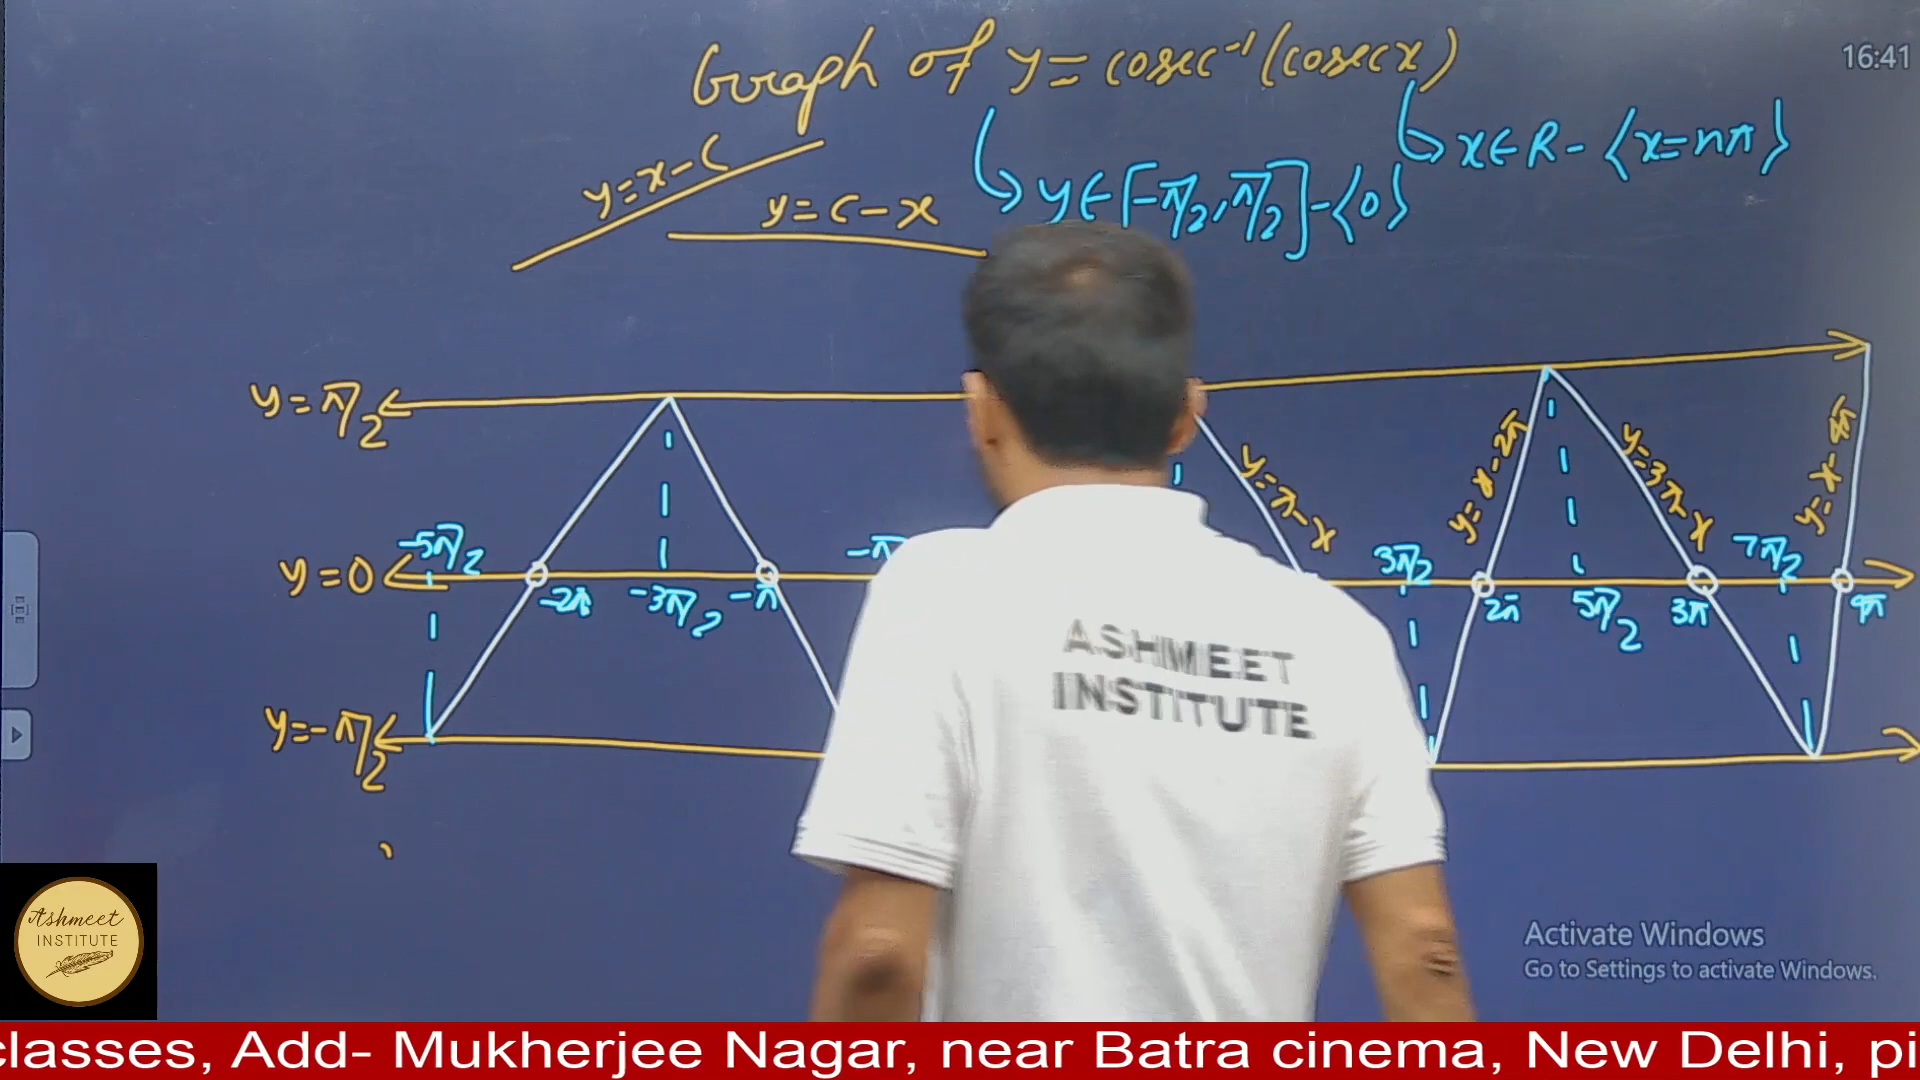 Graph of y = cosec⁻¹(cosec x)
16:41
x ∈ R - {x = nπ}
y = x - c
y = c - x
y ∈ [-π/2, π/2] - {0}
y = π/2
y = π - x
y = x - 2π
y = 3π - x
y = x - 4π
y = 0
-5π/2
-2π
-3π/2
-π
3π/2
2π
5π/2
3π
7π/2
4π
y = -π/2
ASHMEET
INSTITUTE
Ashmeet
INSTITUTE
Activate Windows
Go to Settings to activate Windows.
classes, Add- Mukherjee Nagar, near Batra cinema, New Delhi, pi